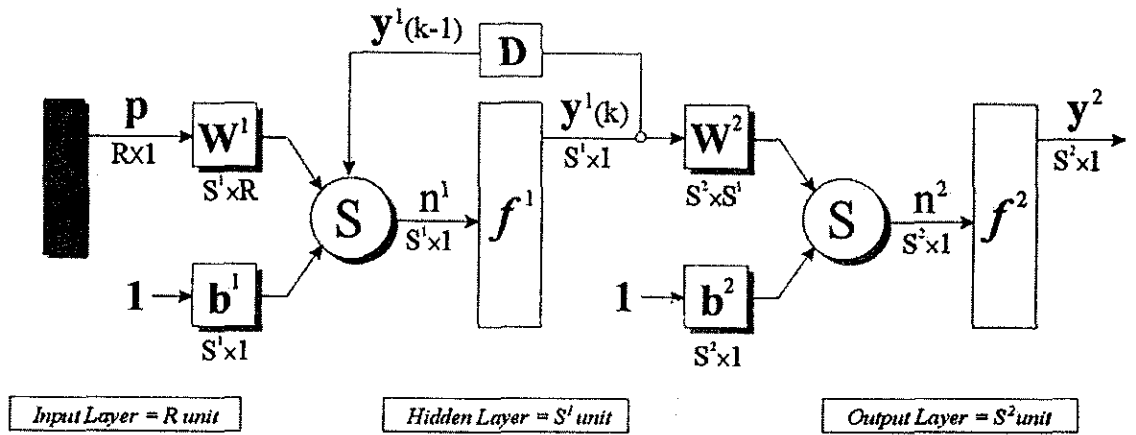 y¹(k-1)
D
p
R×1
W¹
S¹×R
S
1
b¹
S¹×1
n¹
S¹×1
f¹
y¹(k)
S¹×1
W²
S²×S¹
1
b²
S²×1
S
n²
S²×1
f²
y²
S²×1
Input Layer = R unit
Hidden Layer = S¹ unit
Output Layer = S² unit